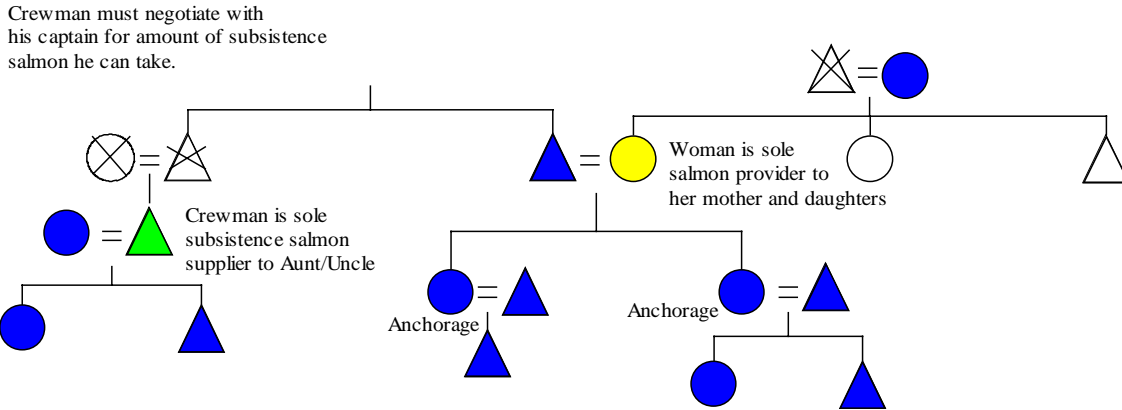 Crewman must negotiate with
his captain for amount of subsistence
salmon he can take.
Woman is sole
salmon provider to
her mother and daughters
Crewman is sole
subsistence salmon
supplier to Aunt/Uncle
Anchorage
Anchorage